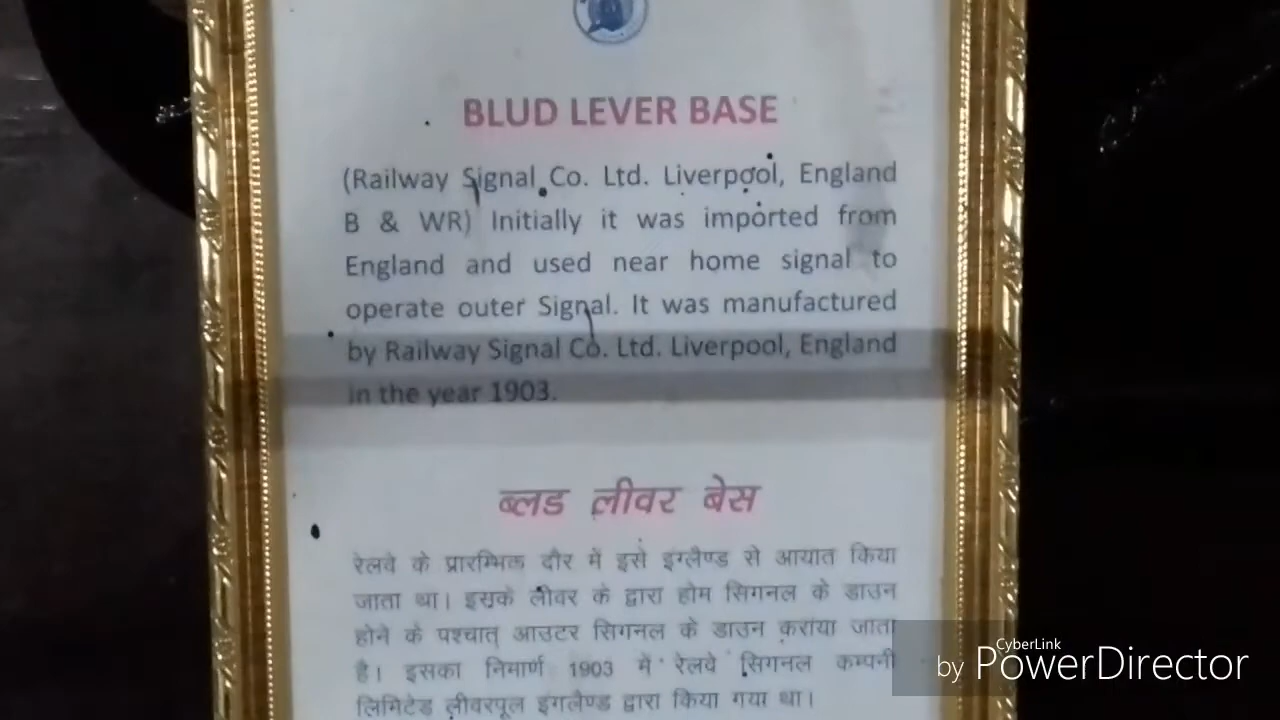 BLUD LEVER BASE
(Railway Signal Co. Ltd. Liverpool, England
B & WR) Initially it was imported from
England and used near home signal to
operate outer Signal. It was manufactured
by Railway Signal Co. Ltd. Liverpool, England
in the year 1903.
ब्लड लीवर बेस
रेलवे के प्रारम्भिक दौर में इसे इंग्लैण्ड से आयात किया
जाता था। इसके लीवर के द्वारा होम सिगनल के डाउन
होने के पश्चात् आउटर सिगनल के डाउन कराया जाता
है। इसका निमार्ण 1903 में रेलवे सिगनल कम्पनी
लिमिटेड लीवरपूल इंगलैण्ड द्वारा किया गया था।
CyberLink
by PowerDirector